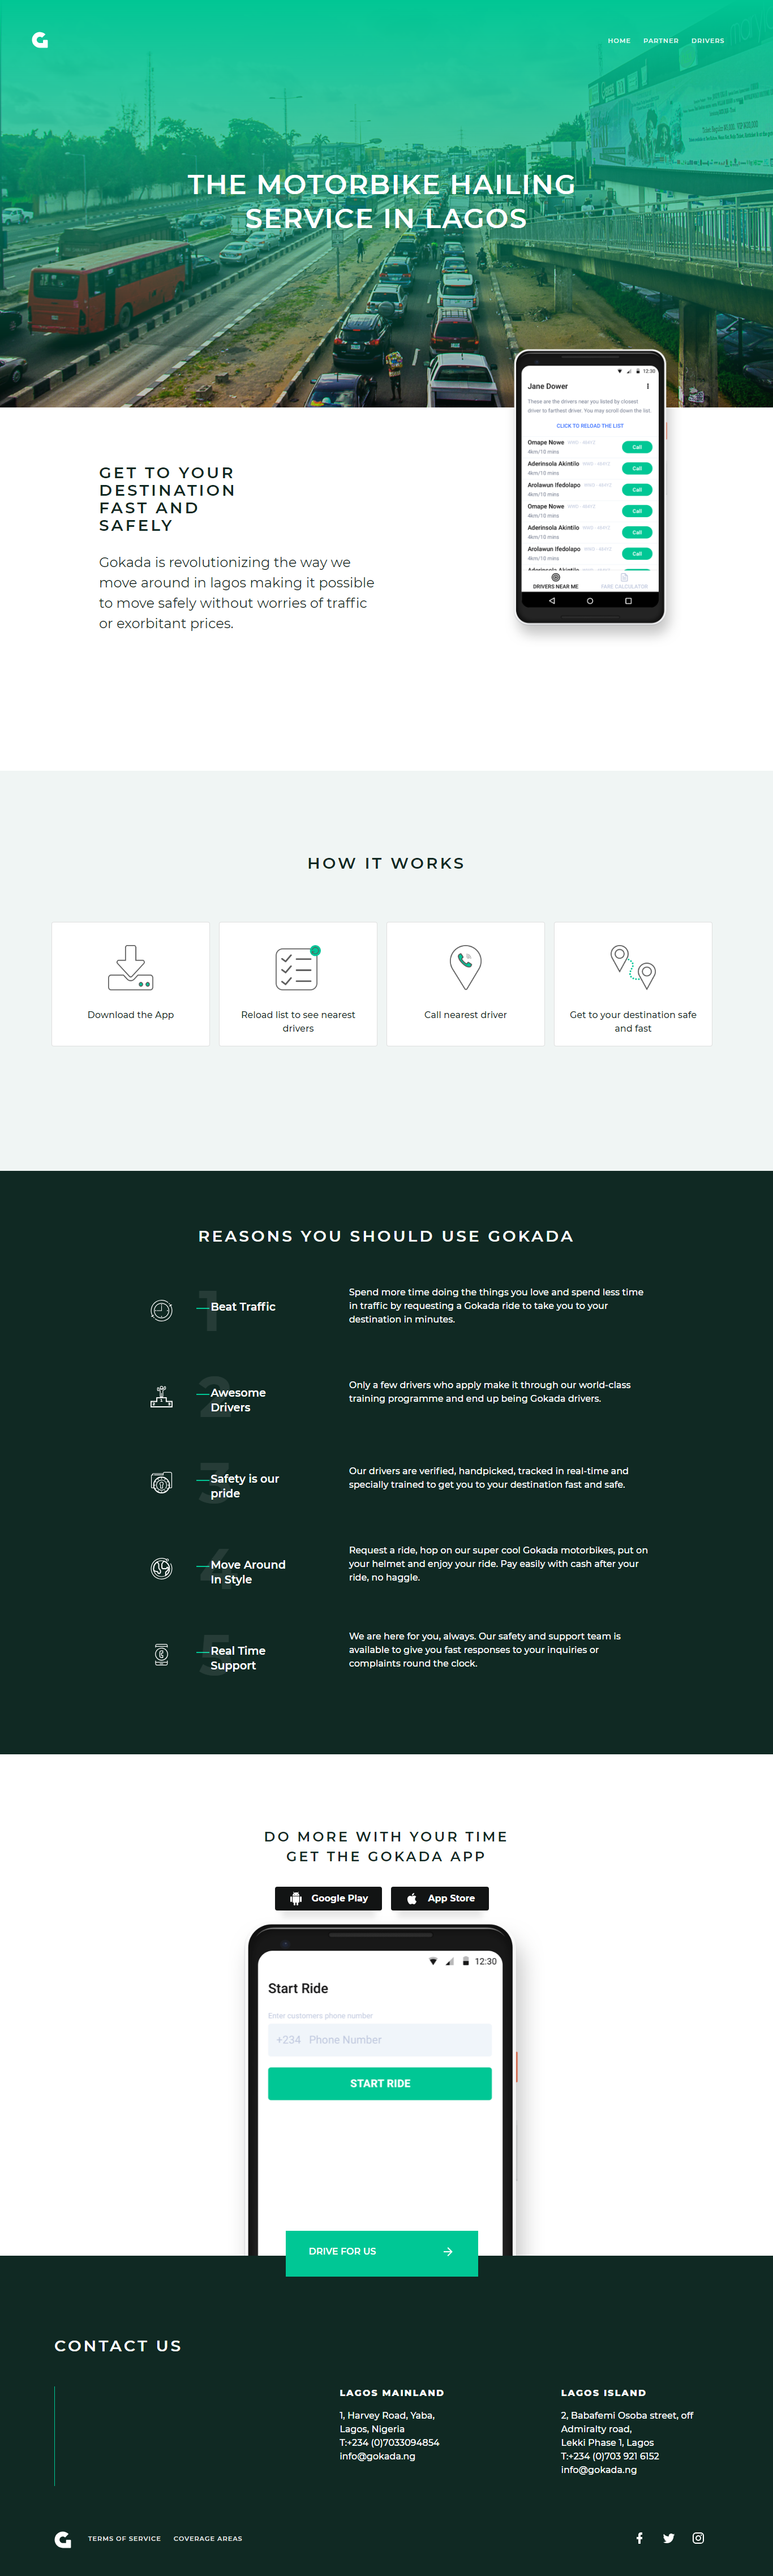 HOME PARTNER DRIVERS
THE MOTORBIKE HAILING
SERVICE IN LAGOS
12:30
Jane Dower
These are the drivers near you listed by closest
driver to farthest driver. You may scroll down the list.
CLICK TO RELOAD THE LIST
Omape Nowe
4km/10 mins
Call
Aderinsola Akintilo
4km/10 mins
Call
Arolawun Ifedolapo
4km/10 mins
Call
Omape Nowe
4km/10 mins
Call
Aderinsola Akintilo
4km/10 mins
Call
Arolawun Ifedolapo
4km/10 mins
Call
Aderinsola Akintilo
DRIVERS NEAR ME FARE CALCULATOR
GET TO YOUR
DESTINATION
FAST AND
SAFELY
Gokada is revolutionizing the way we
move around in lagos making it possible
to move safely without worries of traffic
or exorbitant prices.
HOW IT WORKS
Download the App
Reload list to see nearest
drivers
Call nearest driver
Get to your destination safe
and fast
REASONS YOU SHOULD USE GOKADA
1
Beat Traffic
Spend more time doing the things you love and spend less time
in traffic by requesting a Gokada ride to take you to your
destination in minutes.
2
Awesome
Drivers
Only a few drivers who apply make it through our world-class
training programme and end up being Gokada drivers.
3
Safety is our
pride
Our drivers are verified, handpicked, tracked in real-time and
specially trained to get you to your destination fast and safe.
4
Move Around
In Style
Request a ride, hop on our super cool Gokada motorbikes, put on
your helmet and enjoy your ride. Pay easily with cash after your
ride, no haggle.
5
Real Time
Support
We are here for you, always. Our safety and support team is
available to give you fast responses to your inquiries or
complaints round the clock.
DO MORE WITH YOUR TIME
GET THE GOKADA APP
Google Play
App Store
12:30
Start Ride
Enter customers phone number
+234 Phone Number
START RIDE
DRIVE FOR US
CONTACT US
LAGOS MAINLAND
1, Harvey Road, Yaba,
Lagos, Nigeria
T:+234 (0)7033094854
info@gokada.ng
LAGOS ISLAND
2, Babafemi Osoba street, off
Admiralty road,
Lekki Phase 1, Lagos
T:+234 (0)703 921 6152
info@gokada.ng
TERMS OF SERVICE COVERAGE AREAS